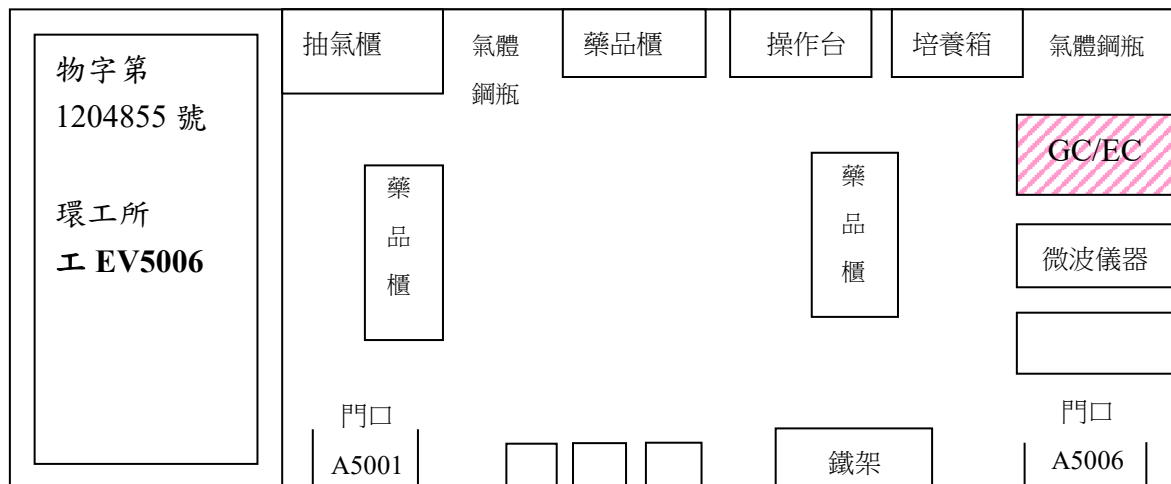 物字第
1204855 號
環工所
工 EV5006
抽氣櫃
氣體
鋼瓶
藥品櫃
操作台
培養箱
氣體鋼瓶
GC/EC
藥
品
櫃
藥
品
櫃
微波儀器
門口
A5001
鐵架
門口
A5006